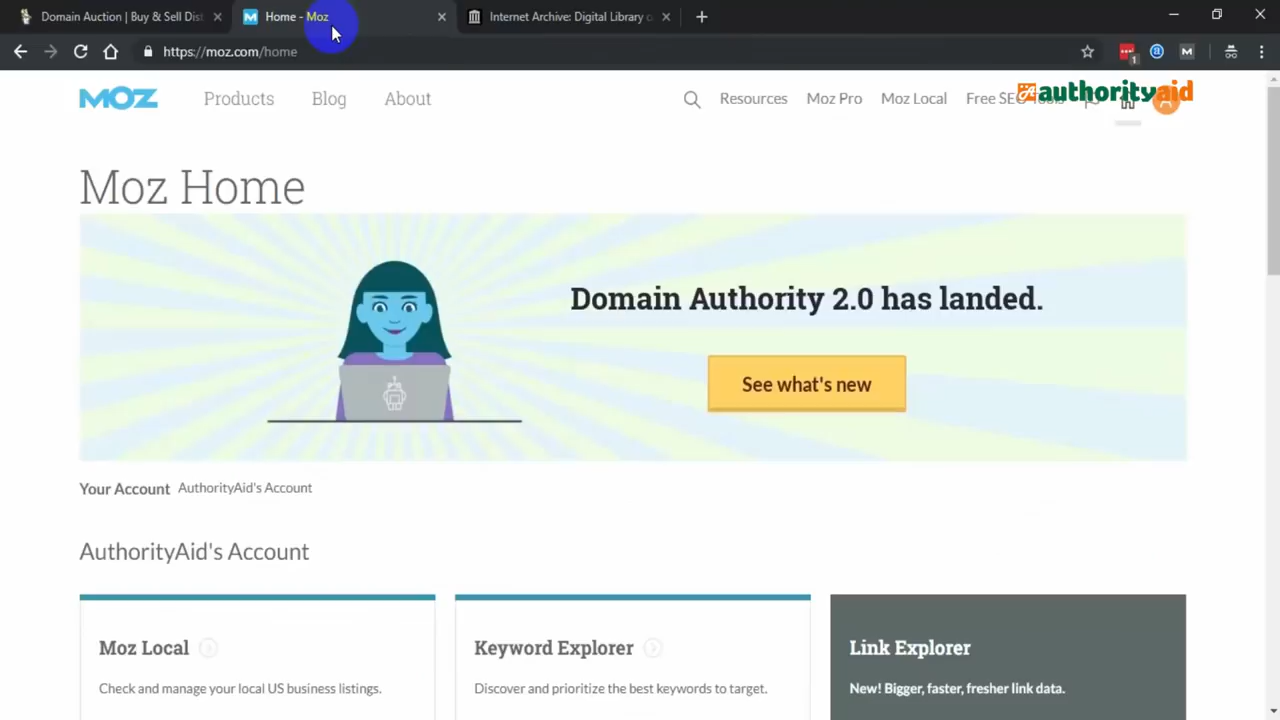 Domain Auction | Buy & Sell Dist
Home - Moz
Internet Archive: Digital Library
https://moz.com/home
1
MOZ
Products
Blog
About
Resources
Moz Pro
Moz Local
Free SEO Tools
authorityaid
Moz Home
Domain Authority 2.0 has landed.
See what's new
Your Account AuthorityAid's Account
AuthorityAid's Account
Moz Local
Check and manage your local US business listings.
Keyword Explorer
Discover and prioritize the best keywords to target.
Link Explorer
New! Bigger, faster, fresher link data.